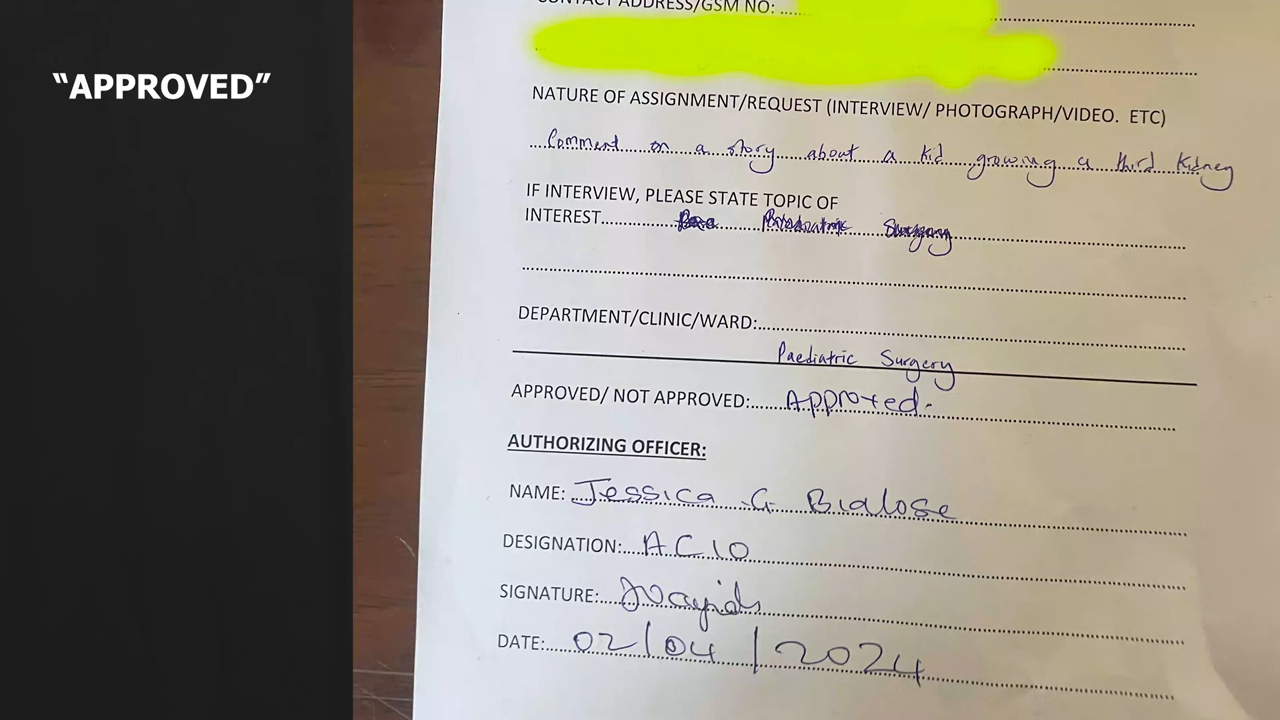 “APPROVED”
CONTACT ADDRESS/GSM NO: .....
NATURE OF ASSIGNMENT/REQUEST (INTERVIEW/ PHOTOGRAPH/VIDEO. ETC)
Comment on a story about a kid growing a third kidney
IF INTERVIEW, PLEASE STATE TOPIC OF
INTEREST
DEPARTMENT/CLINIC/WARD:
Paediatric Surgery
APPROVED/ NOT APPROVED: Approved.
AUTHORIZING OFFICER:
NAME: Jessica G Bialose
DESIGNATION: ACIO
SIGNATURE:
DATE: 02/04/2024